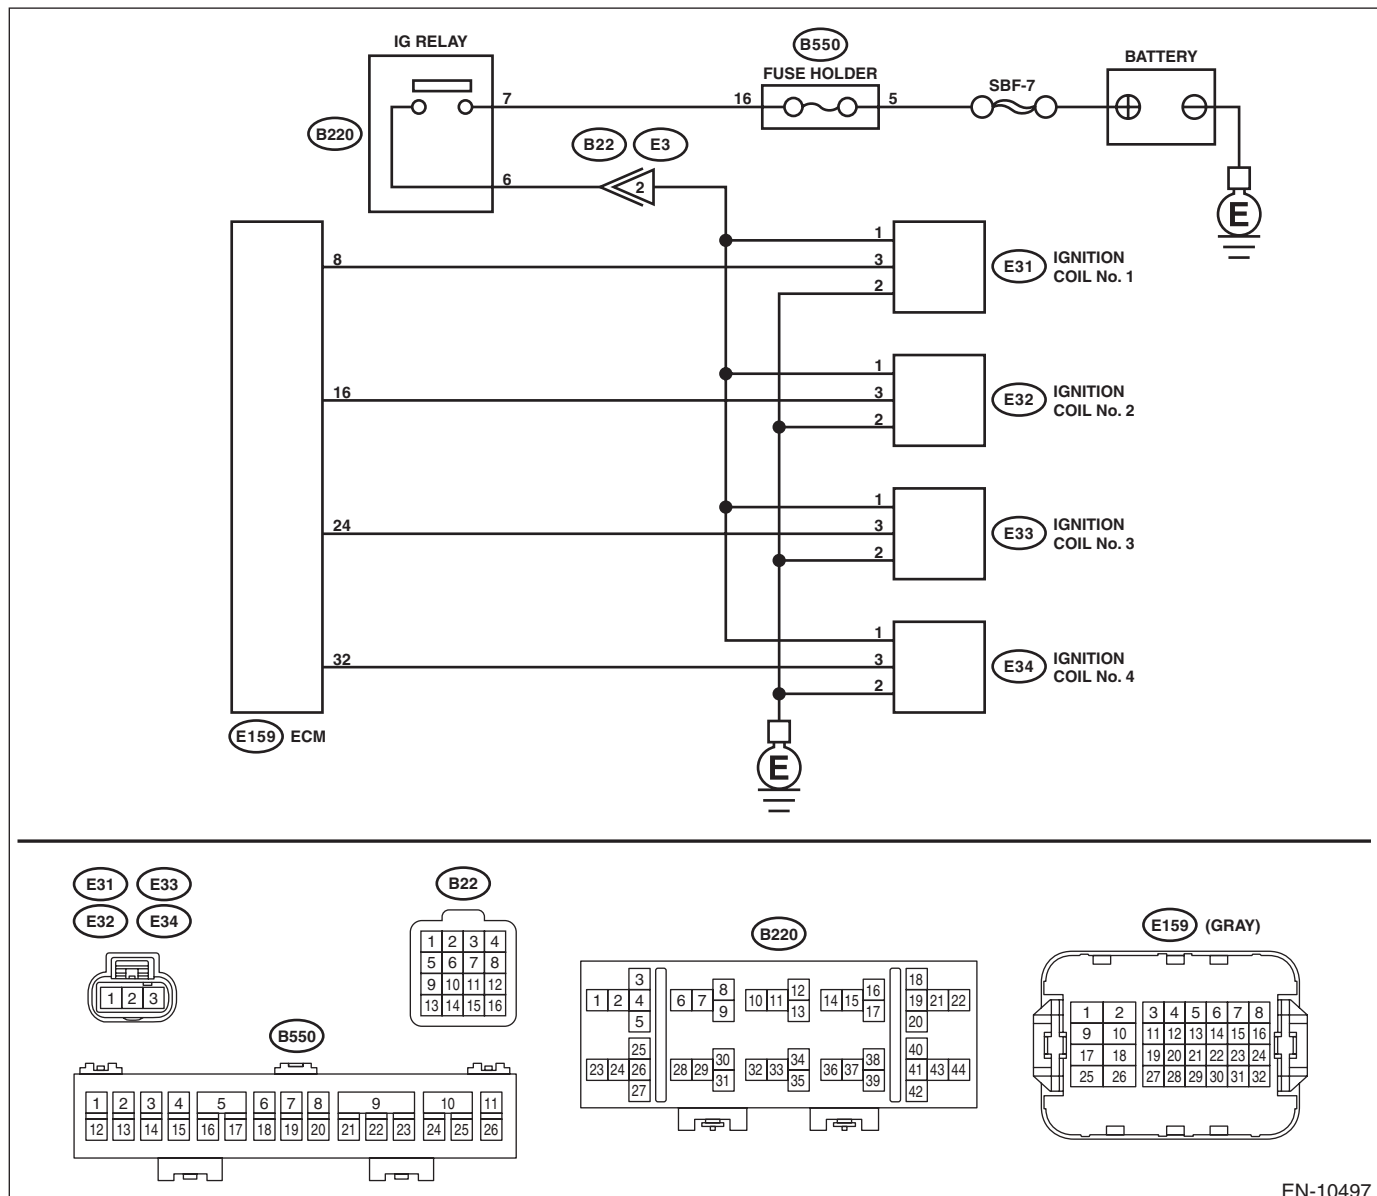 IG RELAY
B550
FUSE HOLDER
SBF-7
BATTERY
7
16
5
B220
B22
E3
6
2
E
8
1
3
2
E31
IGNITION
COIL No. 1
16
1
3
2
E32
IGNITION
COIL No. 2
24
1
3
2
E33
IGNITION
COIL No. 3
32
1
3
2
E34
IGNITION
COIL No. 4
E159 ECM
E
E31 E33
E32 E34
1 2 3
B22
1 2 3 4
5 6 7 8
9 10 11 12
13 14 15 16
B220
3 18
1 2 4 6 7 8 10 11 12 14 15 16 19 21 22
5 9 13 17 20
25 40
23 24 26 28 29 30 32 33 34 36 37 38 41 43 44
27 31 35 39 42
E159 (GRAY)
1 2 3 4 5 6 7 8
9 10 11 12 13 14 15 16
17 18 19 20 21 22 23 24
25 26 27 28 29 30 31 32
B550
1 2 3 4 5 6 7 8 9 10 11
12 13 14 15 16 17 18 19 20 21 22 23 24 25 26
EN-10497